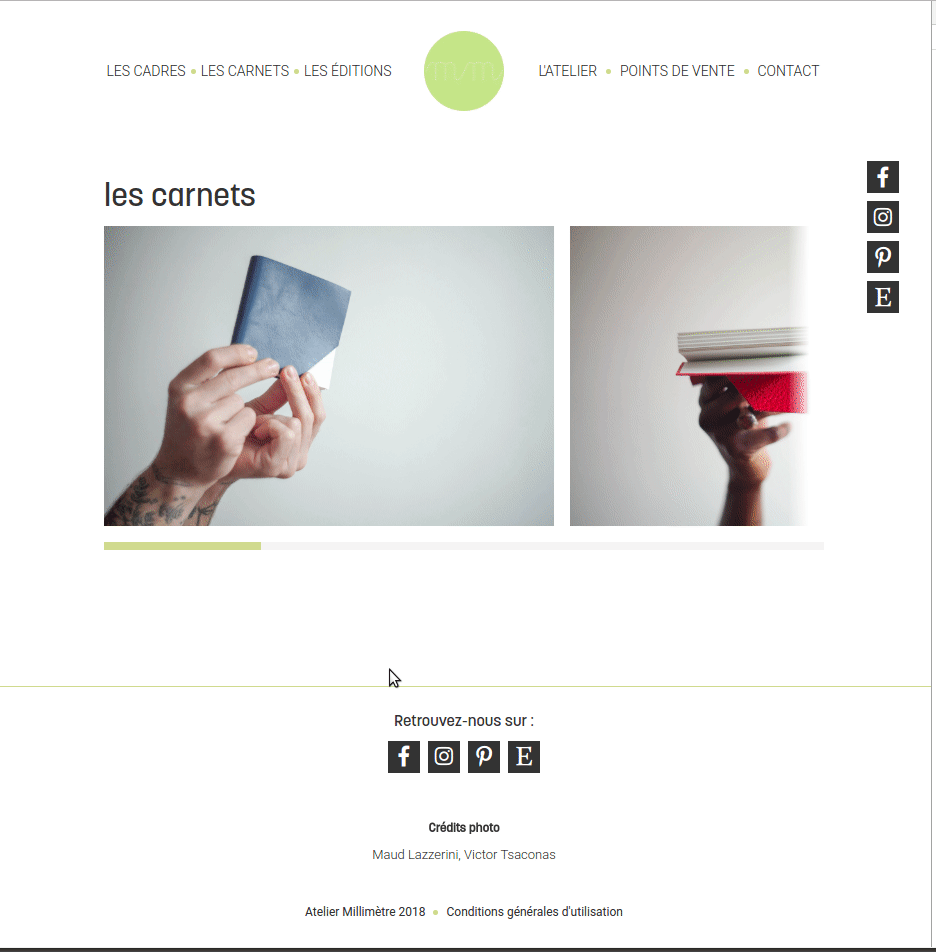 LES CADRES • LES CARNETS • LES ÉDITIONS
m/m
L'ATELIER • POINTS DE VENTE • CONTACT
les carnets
E
Retrouvez-nous sur :
E
Crédits photo
Maud Lazzerini, Victor Tsaconas
Atelier Millimètre 2018 • Conditions générales d'utilisation